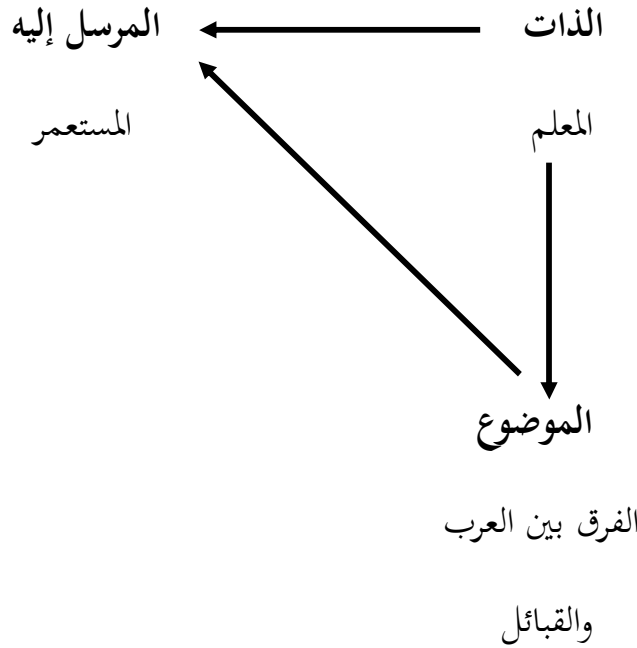 الذات
المرسل إليه
المعلم
المستعمر
الموضوع
الفرق بين العرب
والقبائل